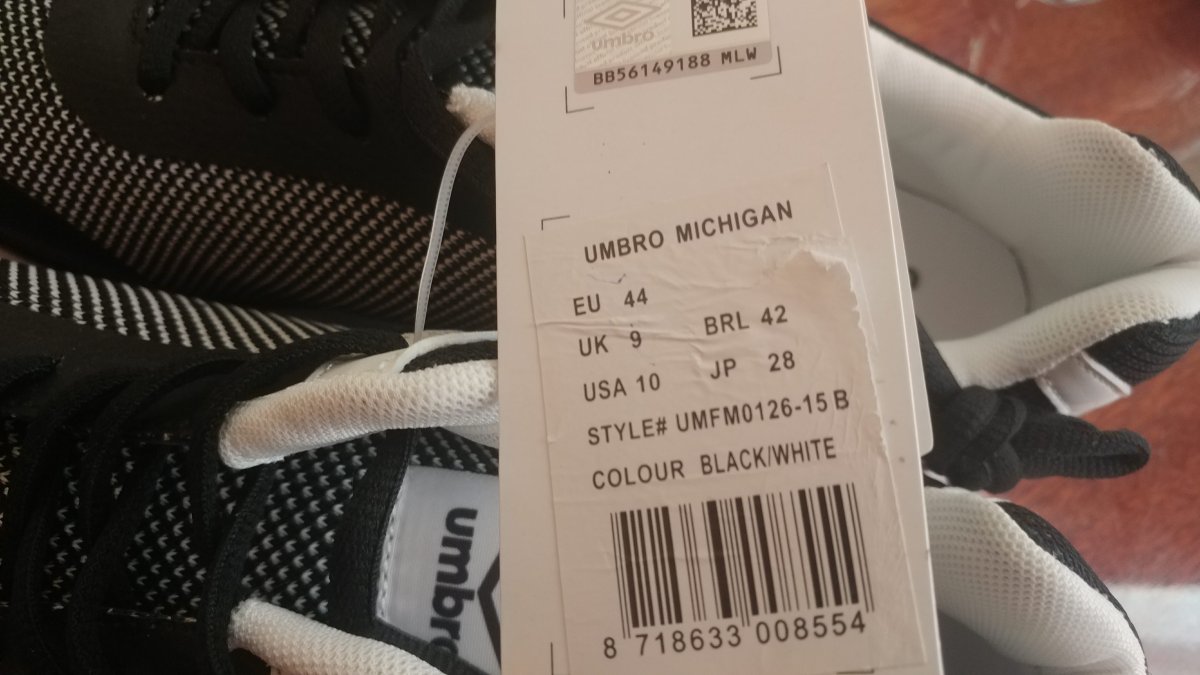 umbro
BB56149188 MLW
UMBRO MICHIGAN
EU 44
UK 9 BRL 42
USA 10 JP 28
STYLE# UMFM0126-15 B
COLOUR BLACK/WHITE
8 718633 008554
umbro